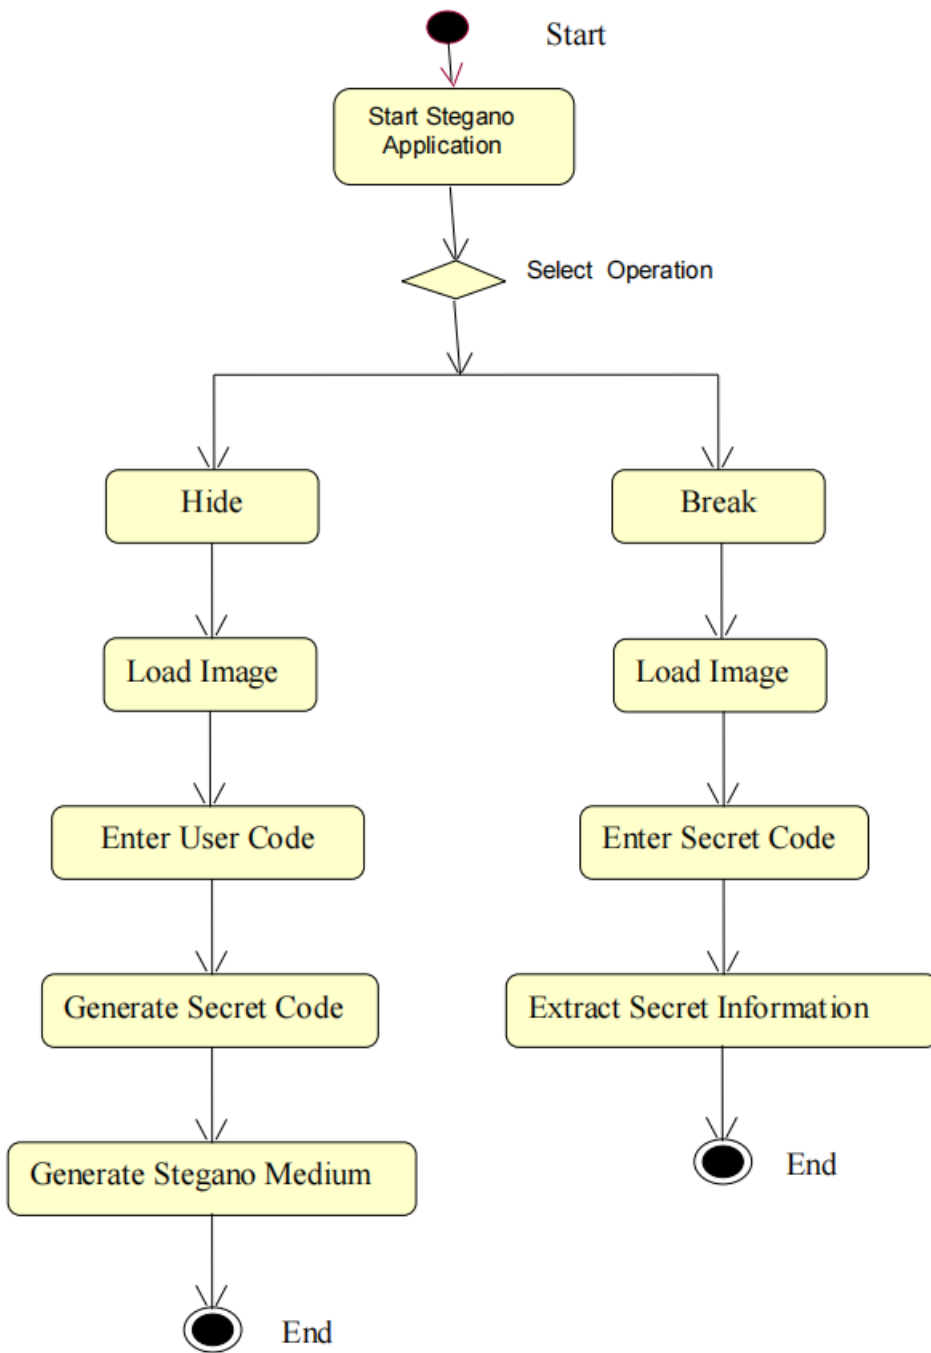 Start
Start Stegano
Application
Select Operation
Hide
Break
Load Image
Load Image
Enter User Code
Enter Secret Code
Generate Secret Code
Extract Secret Information
Generate Stegano Medium
End
End